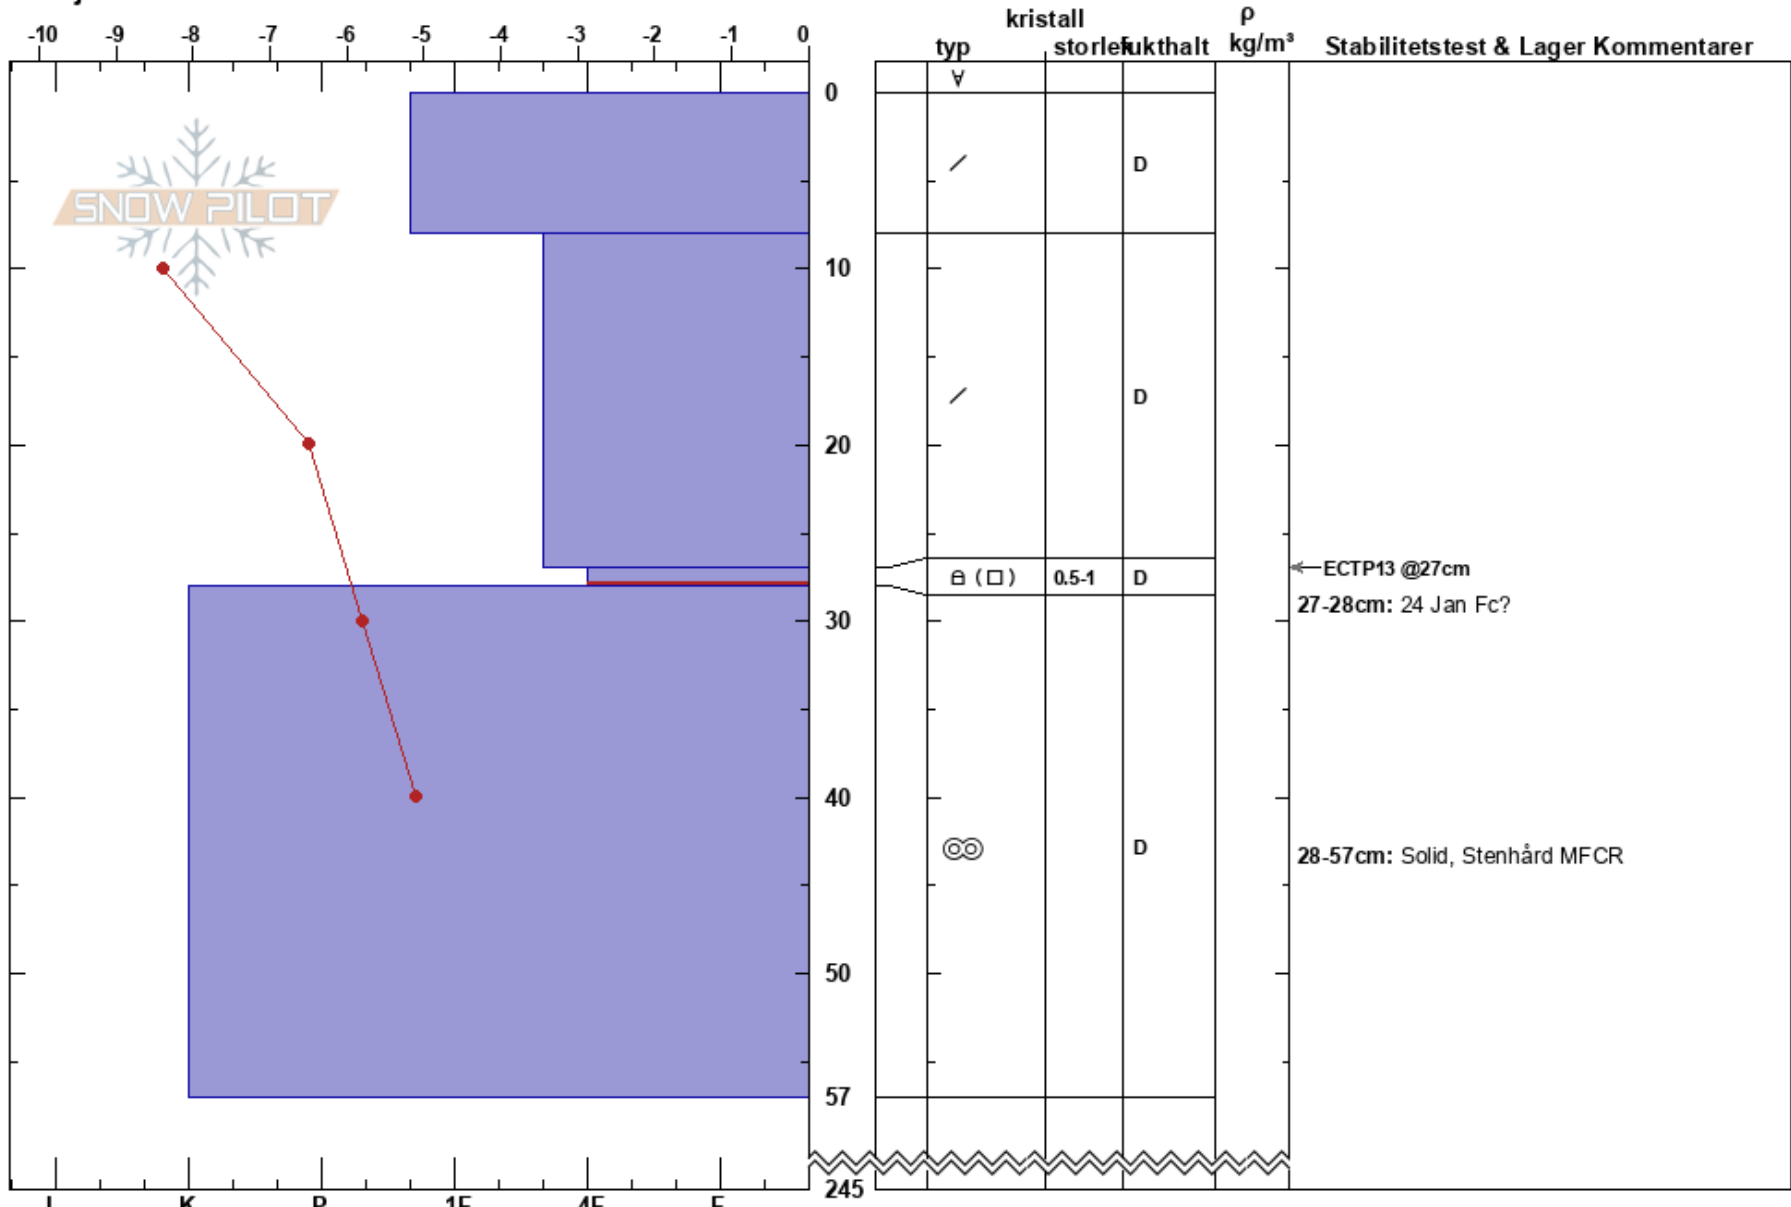 kristall ρ
-10 -9 -8 -7 -6 -5 -4 -3 -2 -1 0 typ storlek fukthalt kg/m³ Stabilitetstest & Lager Kommentarer
0
D
SNOW PILOT
10
D
20
ECTP13 @27cm
0.5-1 D
27-28cm: 24 Jan Fc?
30
40
D
28-57cm: Solid, Stenhård MFCR
50
57
245
I K P 1F 4F F